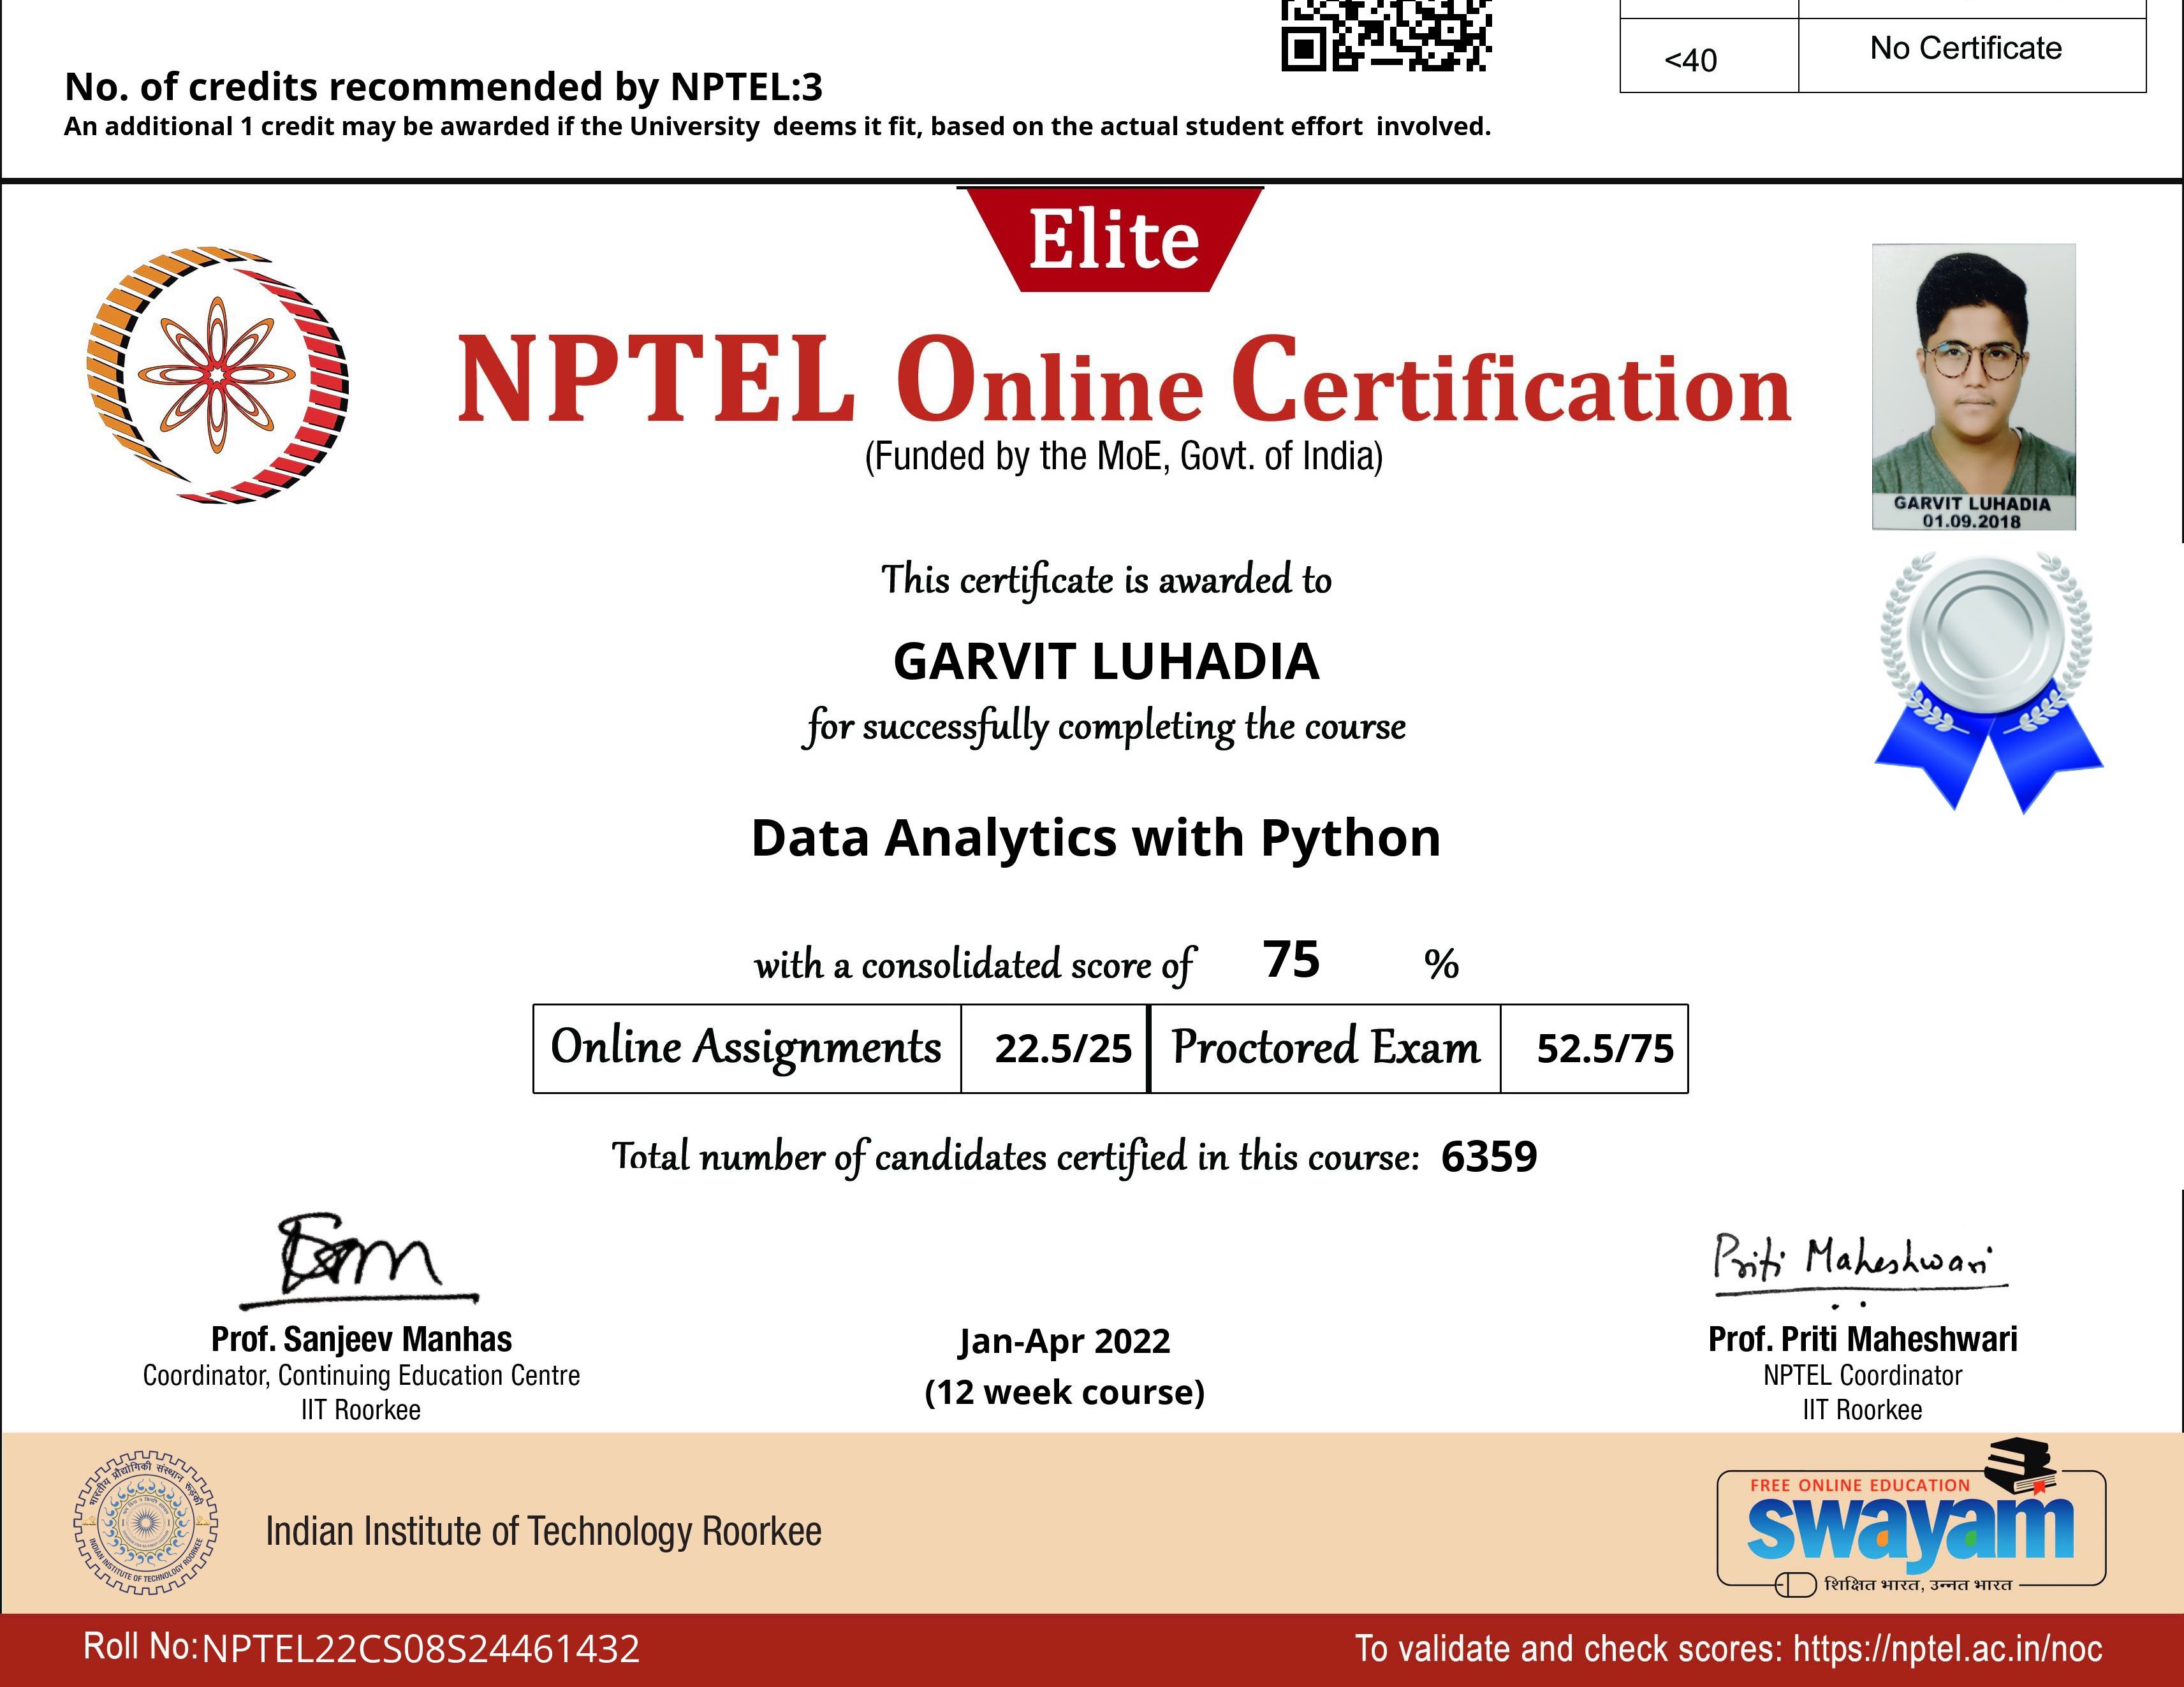 <40 No Certificate
No. of credits recommended by NPTEL:3
An additional 1 credit may be awarded if the University deems it fit, based on the actual student effort involved.
Elite
NPTEL Online Certification
(Funded by the MoE, Govt. of India)
GARVIT LUHADIA
01.09.2018
This certificate is awarded to
GARVIT LUHADIA
for successfully completing the course
Data Analytics with Python
with a consolidated score of 75 %
Online Assignments 22.5/25 Proctored Exam 52.5/75
Total number of candidates certified in this course: 6359
Priti Maheshwari
Prof. Sanjeev Manhas
Coordinator, Continuing Education Centre
IIT Roorkee
Jan-Apr 2022
(12 week course)
Prof. Priti Maheshwari
NPTEL Coordinator
IIT Roorkee
भारतीय प्रौद्योगिकी संस्थान रुड़की
INDIAN INSTITUTE OF TECHNOLOGY ROORKEE
Indian Institute of Technology Roorkee
FREE ONLINE EDUCATION
swayam
शिक्षित भारत, उन्नत भारत
Roll No:NPTEL22CS08S24461432
To validate and check scores: https://nptel.ac.in/noc